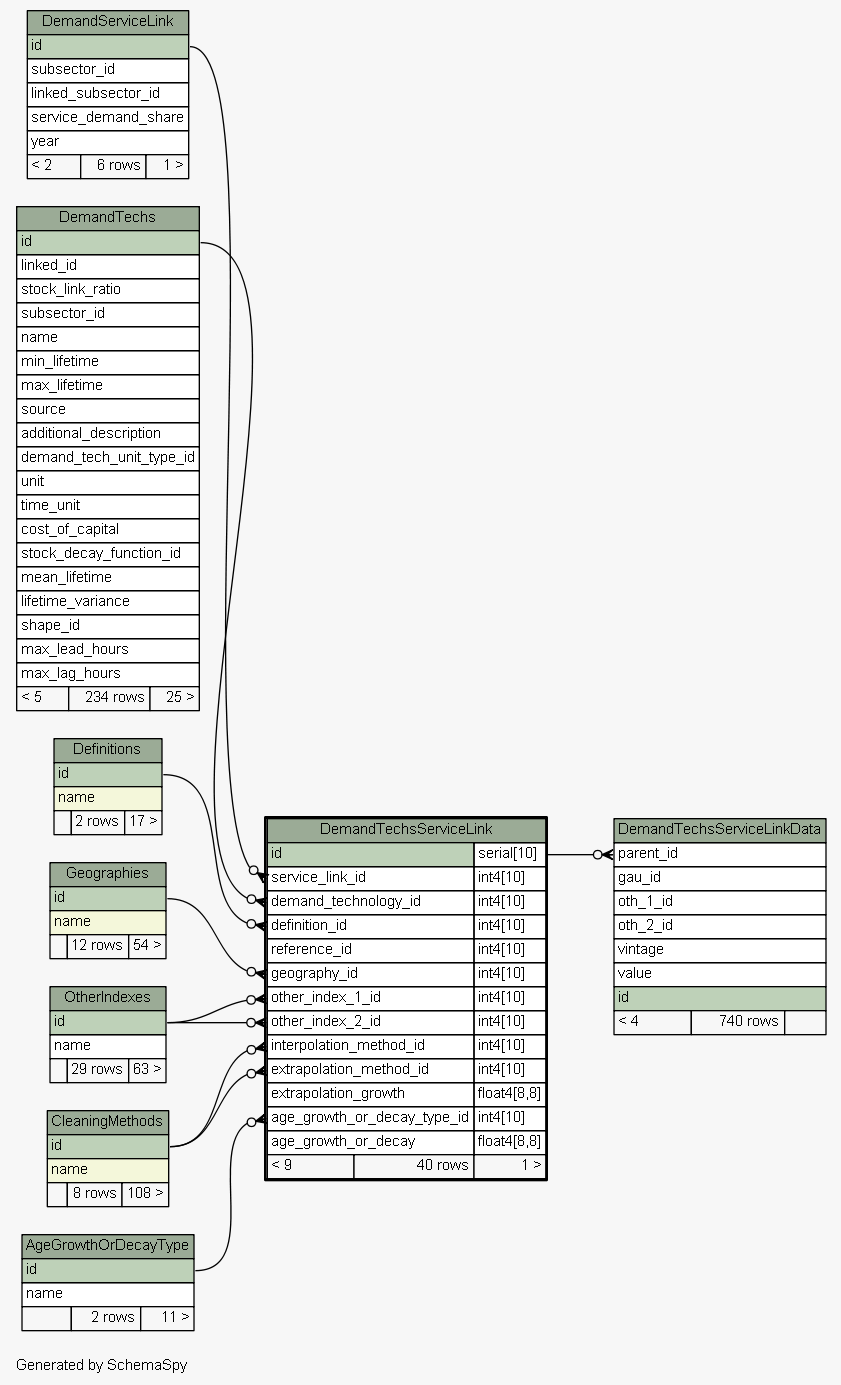 DemandServiceLink
id
subsector_id
linked_subsector_id
service_demand_share
year
< 2 6 rows 1 >
DemandTechs
id
linked_id
stock_link_ratio
subsector_id
name
min_lifetime
max_lifetime
source
additional_description
demand_tech_unit_type_id
unit
time_unit
cost_of_capital
stock_decay_function_id
mean_lifetime
lifetime_variance
shape_id
max_lead_hours
max_lag_hours
< 5 234 rows 25 >
Definitions
id
name
2 rows 17 >
Geographies
id
name
12 rows 54 >
OtherIndexes
id
name
29 rows 63 >
CleaningMethods
id
name
8 rows 108 >
AgeGrowthOrDecayType
id
name
2 rows 11 >
DemandTechsServiceLink
id serial[10]
service_link_id int4[10]
demand_technology_id int4[10]
definition_id int4[10]
reference_id int4[10]
geography_id int4[10]
other_index_1_id int4[10]
other_index_2_id int4[10]
interpolation_method_id int4[10]
extrapolation_method_id int4[10]
extrapolation_growth float4[8,8]
age_growth_or_decay_type_id int4[10]
age_growth_or_decay float4[8,8]
< 9 40 rows 1 >
DemandTechsServiceLinkData
parent_id
gau_id
oth_1_id
oth_2_id
vintage
value
id
< 4 740 rows
Generated by SchemaSpy